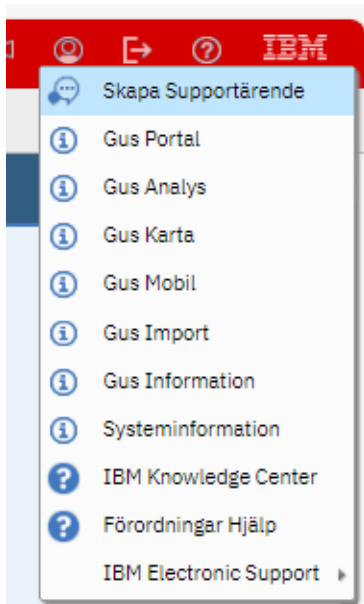 IBM
Skapa Supportärende
Gus Portal
Gus Analys
Gus Karta
Gus Mobil
Gus Import
Gus Information
Systeminformation
IBM Knowledge Center
Förordningar Hjälp
IBM Electronic Support